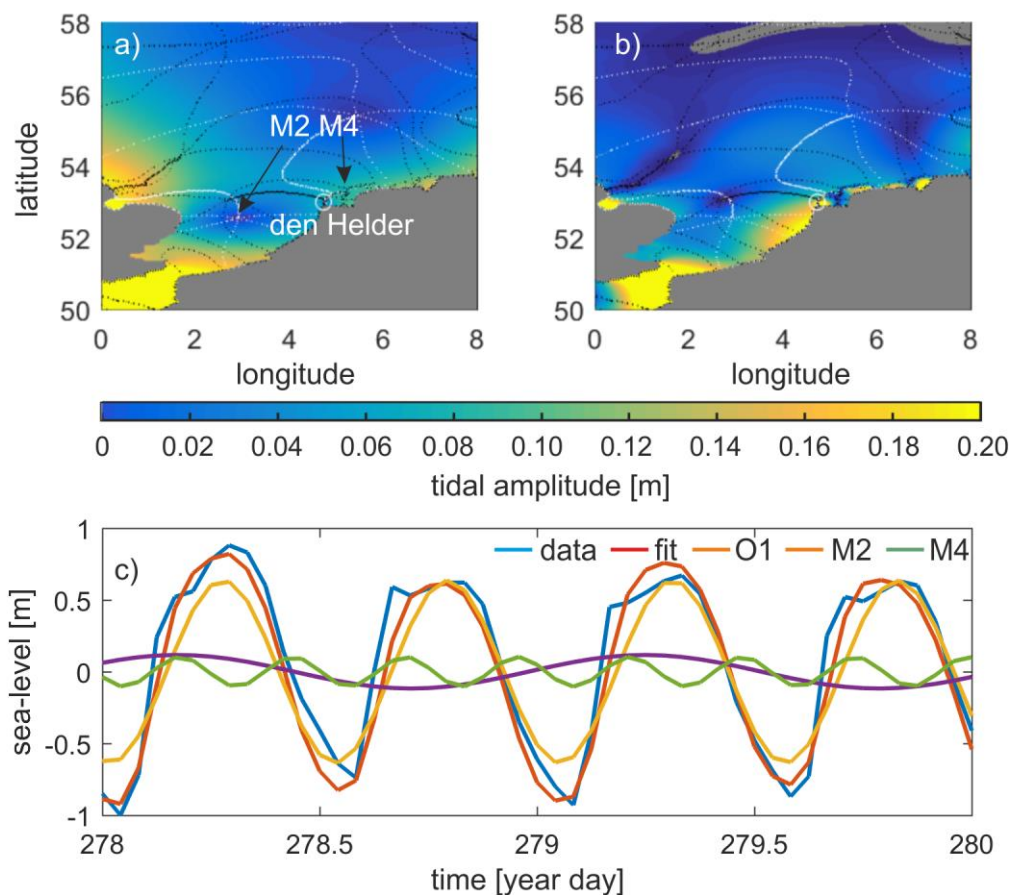 a)
b)
58
56
54
52
50
latitude
M2 M4
den Helder
0 2 4 6 8
longitude
58
56
54
52
50
0 2 4 6 8
longitude
0 0.02 0.04 0.06 0.08 0.10 0.12 0.14 0.16 0.18 0.20
tidal amplitude [m]
c)
data fit O1 M2 M4
1
0.5
0
-0.5
-1
sea-level [m]
278 278.5 279 279.5 280
time [year day]